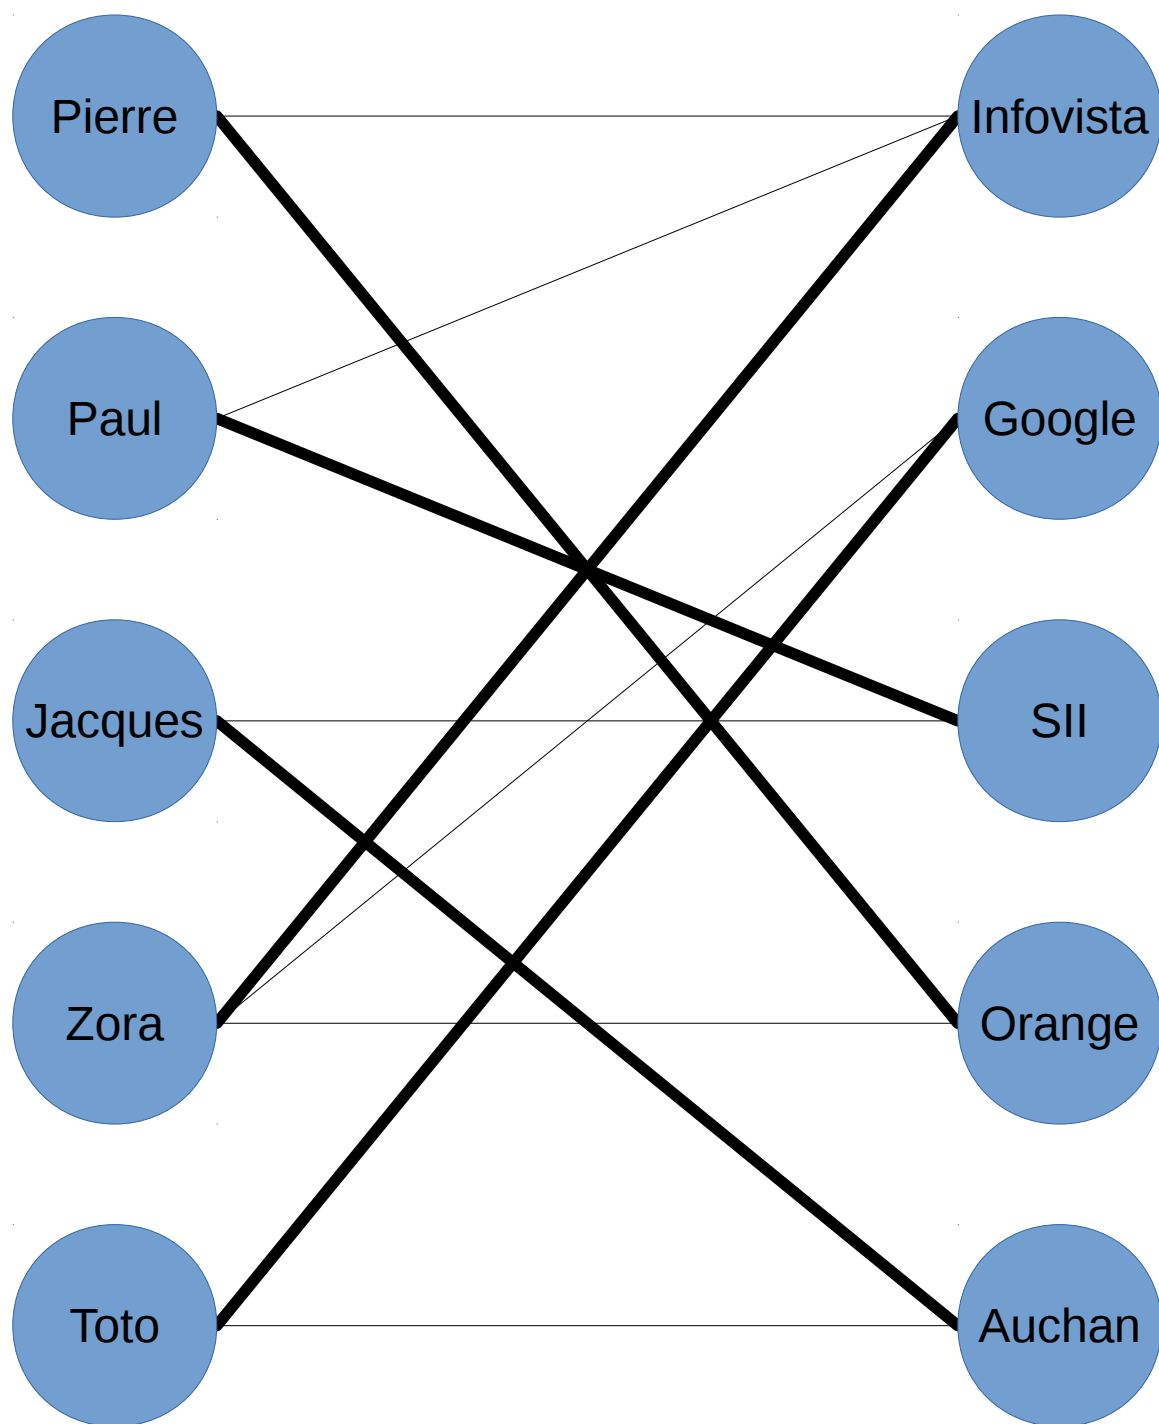 Pierre
Infovista
Paul
Google
Jacques
SII
Zora
Orange
Toto
Auchan